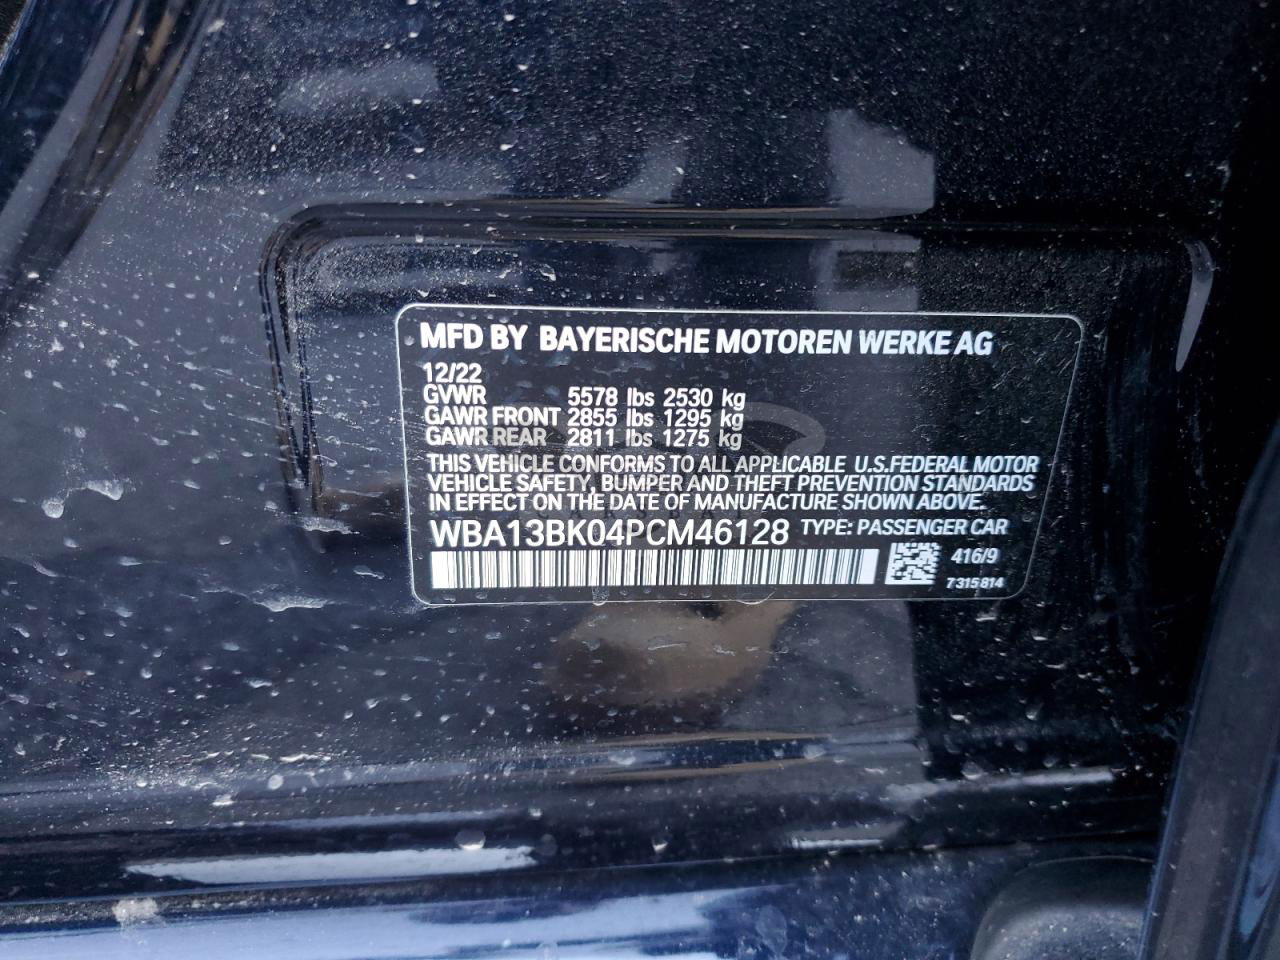 MFD BY BAYERISCHE MOTOREN WERKE AG
12/22
GVWR 5578 lbs 2530 kg
GAWR FRONT 2855 lbs 1295 kg
GAWR REAR 2811 lbs 1275 kg
THIS VEHICLE CONFORMS TO ALL APPLICABLE U.S.FEDERAL MOTOR
VEHICLE SAFETY, BUMPER AND THEFT PREVENTION STANDARDS
IN EFFECT ON THE DATE OF MANUFACTURE SHOWN ABOVE.
WBA13BK04PCM46128 TYPE: PASSENGER CAR
416/9
7315814